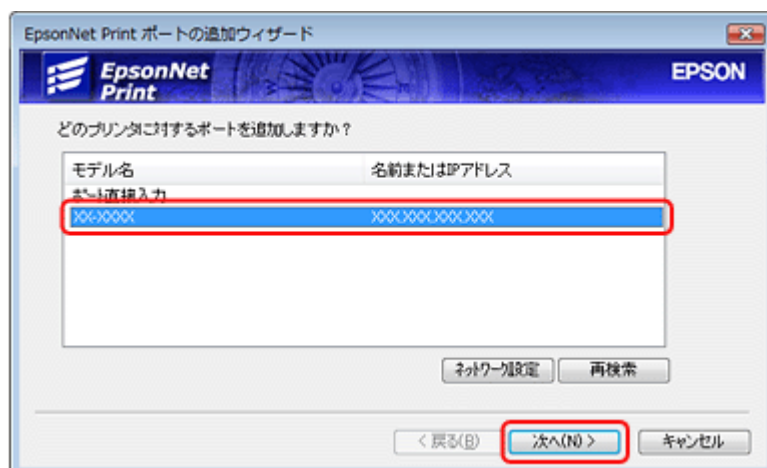 EpsonNet Print ポートの追加ウィザード
EpsonNet
Print
EPSON
どのプリンタに対するポートを追加しますか？
モデル名 名前またはIPアドレス
ポート直接入力
XX-XXXX XXX.XXX.XXX.XXX
ネットワーク設定 再検索
< 戻る(B) 次へ(N) > キャンセル